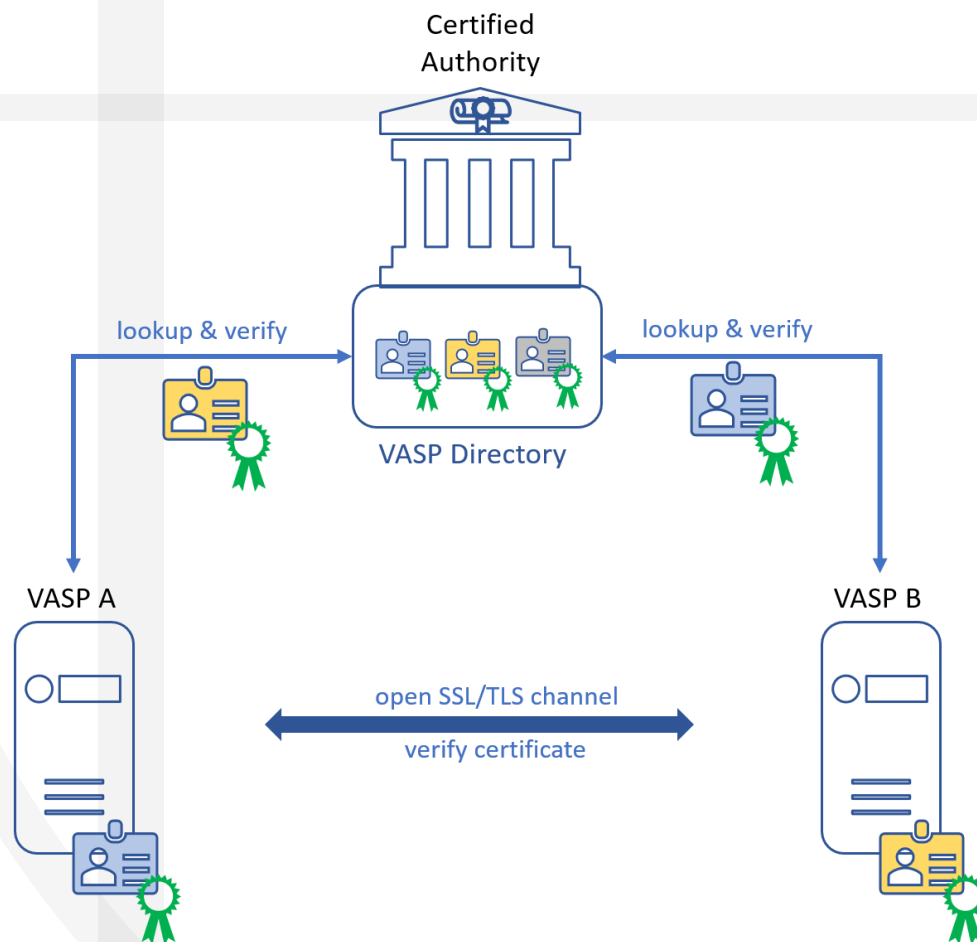 Certified
Authority
lookup & verify
lookup & verify
VASP Directory
VASP A
VASP B
open SSL/TLS channel
verify certificate